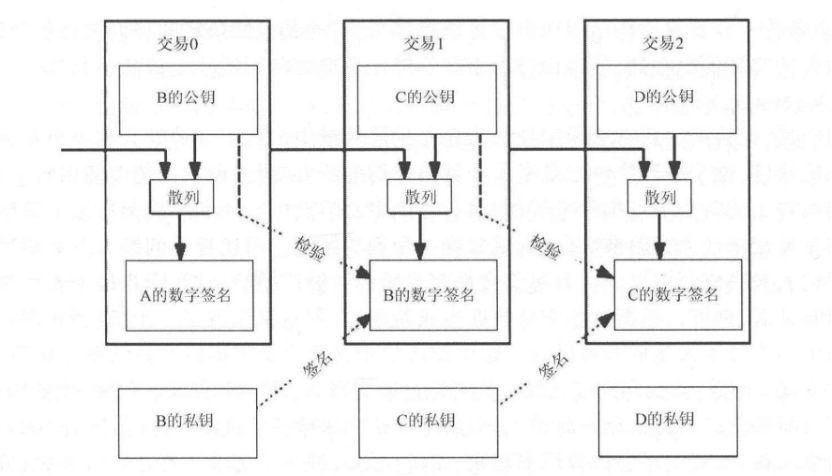 交易0
交易1
交易2
B的公钥
C的公钥
D的公钥
散列
散列
散列
检验
检验
A的数字签名
B的数字签名
C的数字签名
签名
签名
B的私钥
C的私钥
D的私钥